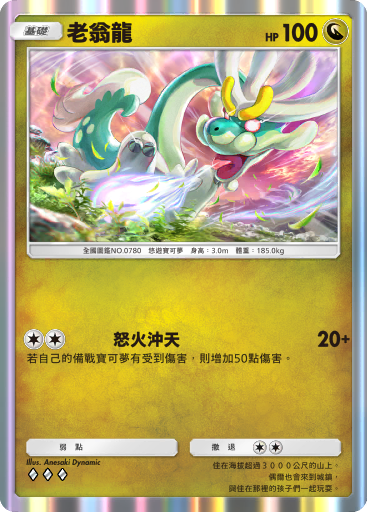 基礎 老翁龍 HP 100
全國圖鑑NO.0780 悠遊寶可夢 身高：3.0m 體重：185.0kg
怒火沖天 20+
若自己的備戰寶可夢有受到傷害，則增加50點傷害。
弱點 撤退
Illus. Anesaki Dynamic
住在海拔超過３０００公尺的山上。
偶爾也會來到城鎮，
與住在那裡的孩子們一起玩耍。